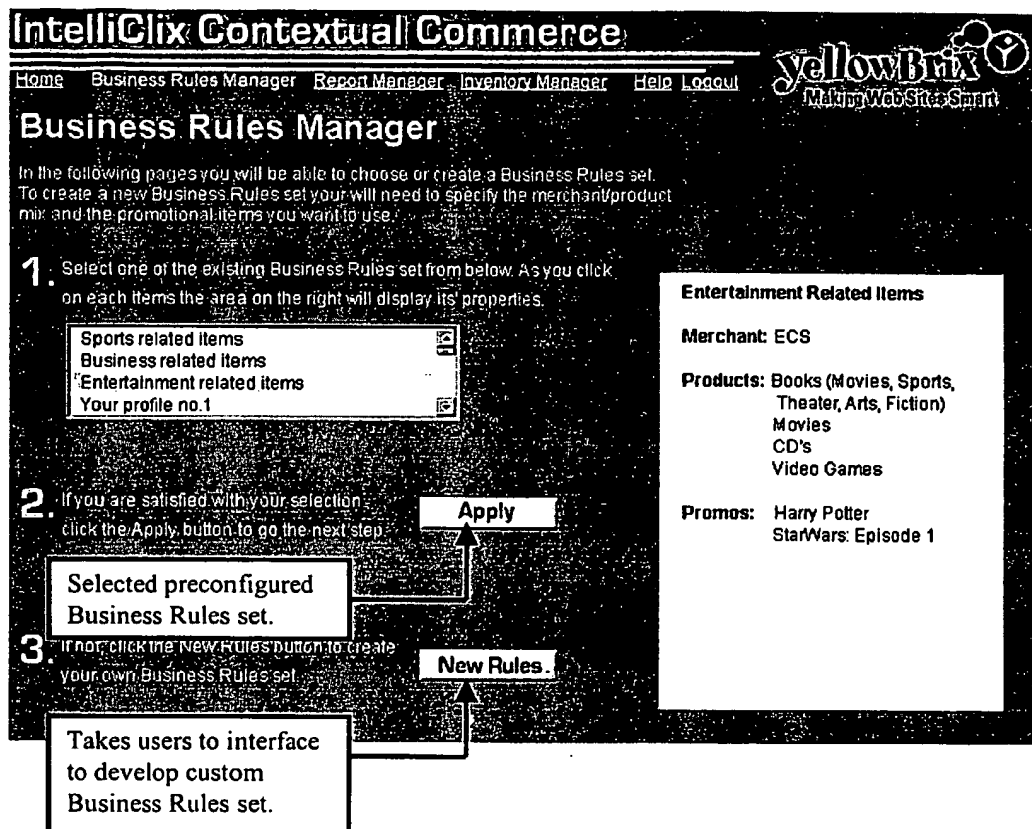 IntelliClix Contextual Commerce
yellowBrix
Making Web Sites Smart
Home Business Rules Manager Report Manager Inventory Manager Help Logout
Business Rules Manager
In the following pages you will be able to choose or create a Business Rules set.
To create a new Business Rules set your will need to specify the merchant/product
mix and the promotional items you want to use.
1. Select one of the existing Business Rules set from below. As you click
on each items the area on the right will display its' properties.
Sports related items
Business related items
Entertainment related items
Your profile no.1
Entertainment Related Items
Merchant: ECS
Products: Books (Movies, Sports,
Theater, Arts, Fiction)
Movies
CD's
Video Games
Promos: Harry Potter
StarWars: Episode 1
2. If you are satisfied with your selection
click the Apply button to go the next step.
Apply
Selected preconfigured
Business Rules set.
3. If not, click the New Rules button to create
your own Business Rules set.
New Rules.
Takes users to interface
to develop custom
Business Rules set.